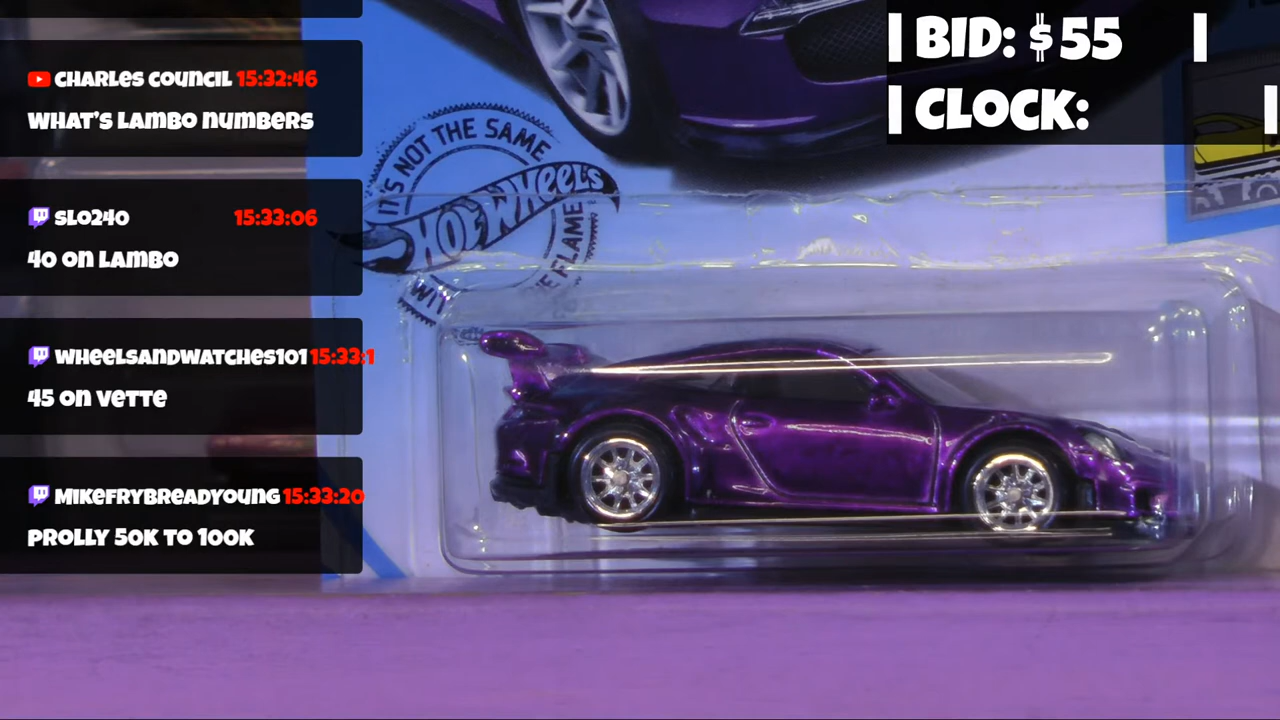 CHARLES COUNCIL 15:32:46
WHAT'S LAMBO NUMBERS
SLO240 15:33:06
40 ON LAMBO
WHEELSANDWATCHES101 15:33:1
45 ON VETTE
MIKEFRYBREADYOUNG 15:33:20
PROLLY 50K TO 100K
| BID: $55 |
| CLOCK: |
IT'S NOT THE SAME
HOT WHEELS
FLAME